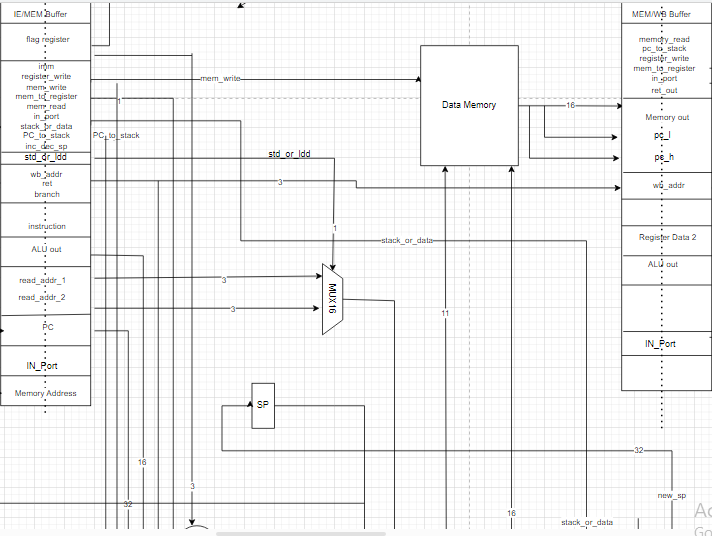 IE/MEM Buffer
flag register
imm
register_write
mem_write
mem_to_register
mem_read
in_port
stack_or_data
PC_to_stack
inc_dec_sp
std_or_ldd
wb_addr
ret
branch
instruction
ALU out
read_addr_1
read_addr_2
PC
IN_Port
Memory Address
mem_write
1
PC_to_stack
std_or_ldd
3
1
stack_or_data
3
3
MUX16
SP
16
32
3
Data Memory
16
11
16
32
new_sp
stack_or_data
MEM/WB Buffer
memory_read
pc_to_stack
register_write
mem_to_register
in_port
ret_out
Memory out
pc_l
pc_h
wb_addr
Register Data 2
ALU out
IN_Port
Ac
Go